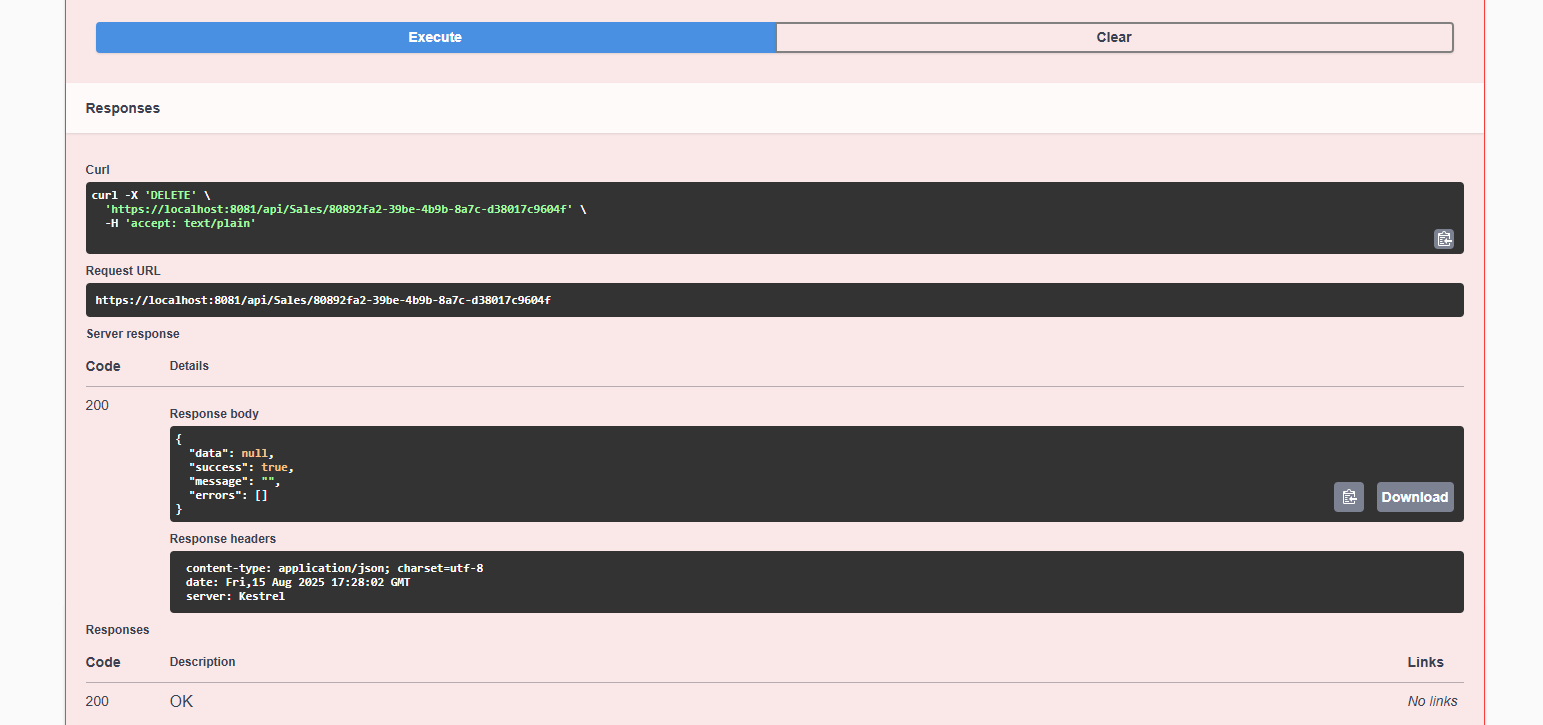 Execute
Clear
Responses
Curl
curl -X 'DELETE' \
  'https://localhost:8081/api/Sales/80892fa2-39be-4b9b-8a7c-d38017c9604f' \
  -H 'accept: text/plain'
Request URL
https://localhost:8081/api/Sales/80892fa2-39be-4b9b-8a7c-d38017c9604f
Server response
Code Details
200
Response body
{
  "data": null,
  "success": true,
  "message": "",
  "errors": []
}
Download
Response headers
content-type: application/json; charset=utf-8
date: Fri,15 Aug 2025 17:28:02 GMT
server: Kestrel
Responses
Code Description Links
200 OK No links